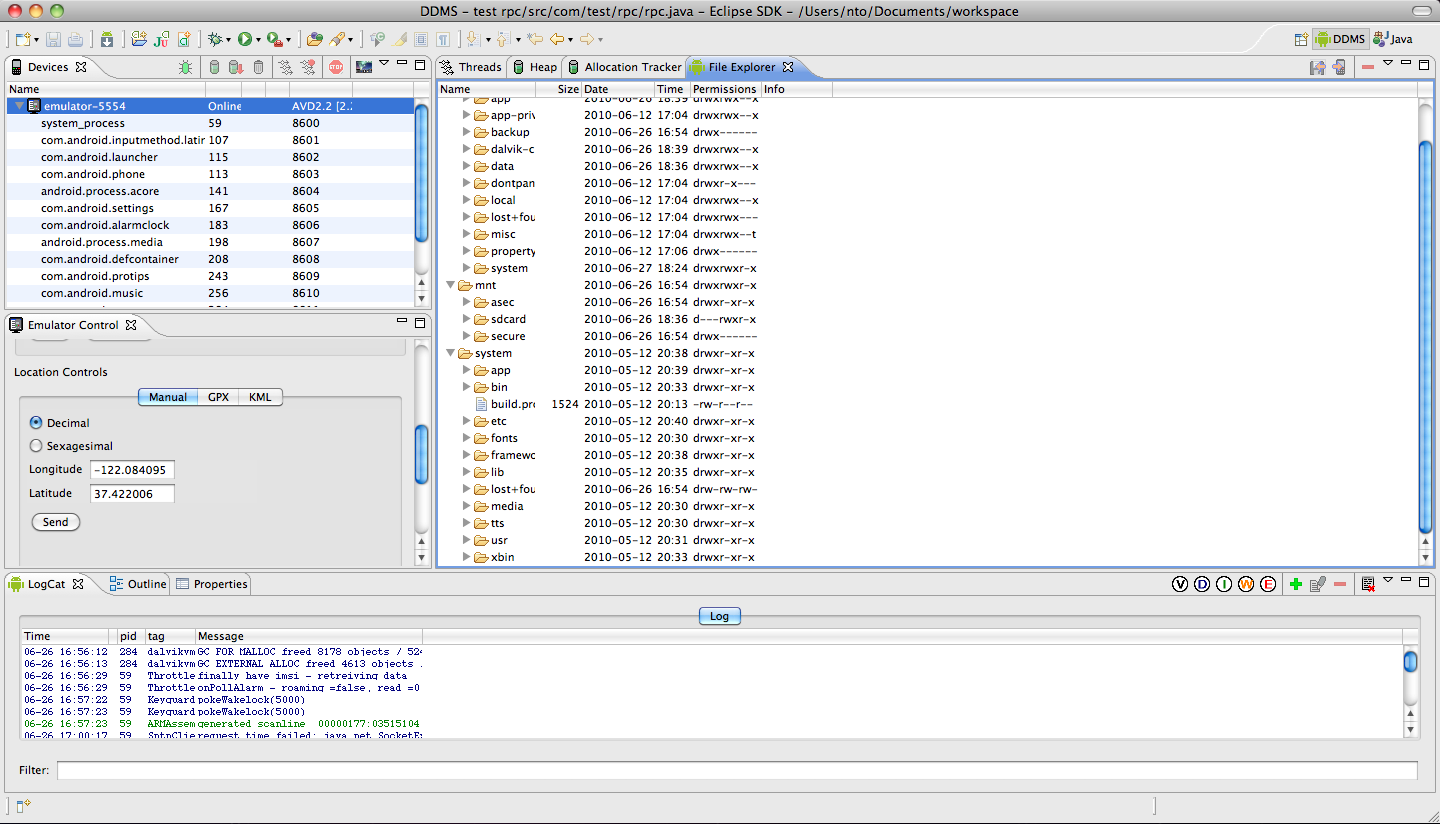 DDMS - test rpc/src/com/test/rpc/rpc.java - Eclipse SDK - /Users/nto/Documents/workspace
DDMS Java
Devices
Name
emulator-5554 Online AVD2.2 [2.
system_process 59 8600
com.android.inputmethod.latir 107 8601
com.android.launcher 115 8602
com.android.phone 113 8603
android.process.acore 141 8604
com.android.settings 167 8605
com.android.alarmclock 183 8606
android.process.media 198 8607
com.android.defcontainer 208 8608
com.android.protips 243 8609
com.android.music 256 8610
Threads Heap Allocation Tracker File Explorer
Name Size Date Time Permissions Info
app 2010-06-26 18:39 drwxrwx--x
app-priv 2010-06-12 17:04 drwxrwx--x
backup 2010-06-26 16:54 drwx------
dalvik-c 2010-06-26 18:39 drwxrwx--x
data 2010-06-26 18:36 drwxrwx--x
dontpan 2010-06-12 17:04 drwxr-x---
local 2010-06-12 17:04 drwxrwx--x
lost+fou 2010-06-12 17:04 drwxrwx---
misc 2010-06-12 17:04 drwxrwx--t
property 2010-06-12 17:06 drwx------
system 2010-06-27 18:24 drwxrwxr-x
mnt 2010-06-26 16:54 drwxrwxr-x
asec 2010-06-26 16:54 drwxr-xr-x
sdcard 2010-06-26 18:36 d---rwxr-x
secure 2010-06-26 16:54 drwx------
system 2010-05-12 20:38 drwxr-xr-x
app 2010-05-12 20:39 drwxr-xr-x
bin 2010-05-12 20:33 drwxr-xr-x
build.pro 1524 2010-05-12 20:13 -rw-r--r--
etc 2010-05-12 20:40 drwxr-xr-x
fonts 2010-05-12 20:30 drwxr-xr-x
framewo 2010-05-12 20:38 drwxr-xr-x
lib 2010-05-12 20:35 drwxr-xr-x
lost+fou 2010-06-26 16:54 drw-rw-rw-
media 2010-05-12 20:30 drwxr-xr-x
tts 2010-05-12 20:30 drwxr-xr-x
usr 2010-05-12 20:31 drwxr-xr-x
xbin 2010-05-12 20:33 drwxr-xr-x
Emulator Control
Location Controls
Manual GPX KML
Decimal
Sexagesimal
Longitude -122.084095
Latitude 37.422006
Send
LogCat Outline Properties
V D I W E
Log
Time pid tag Message
06-26 16:56:12 284 dalvikvm GC FOR MALLOC freed 8178 objects / 524
06-26 16:56:13 284 dalvikvm GC EXTERNAL ALLOC freed 4613 objects
06-26 16:56:29 59 Throttle finally have imsi - retreiving data
06-26 16:56:29 59 Throttle onPollAlarm - roaming =false, read =0
06-26 16:57:22 59 Keyguard pokeWakelock(5000)
06-26 16:57:23 59 Keyguard pokeWakelock(5000)
06-26 16:57:23 59 ARMAssem generated scanline 00000177:03515104
06-26 17:00:17 59 SntpClie request time failed: java.net.SocketEx
Filter: